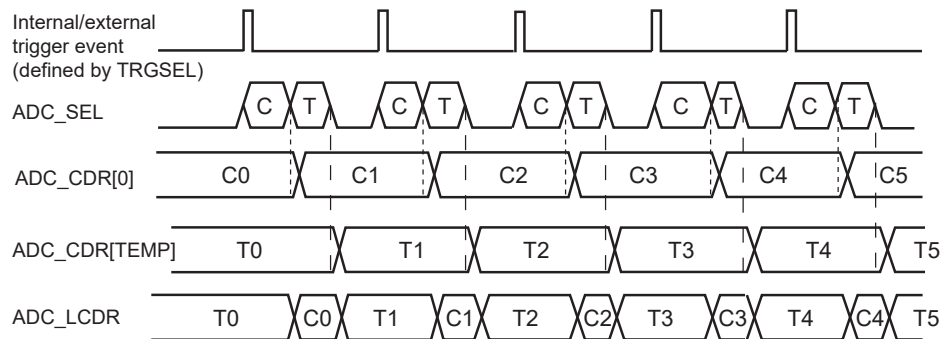 Internal/external
trigger event
(defined by TRGSEL)
ADC_SEL C T C T C T C T C T
ADC_CDR[0] C0 C1 C2 C3 C4 C5
ADC_CDR[TEMP] T0 T1 T2 T3 T4 T5
ADC_LCDR T0 C0 T1 C1 T2 C2 T3 C3 T4 C4 T5